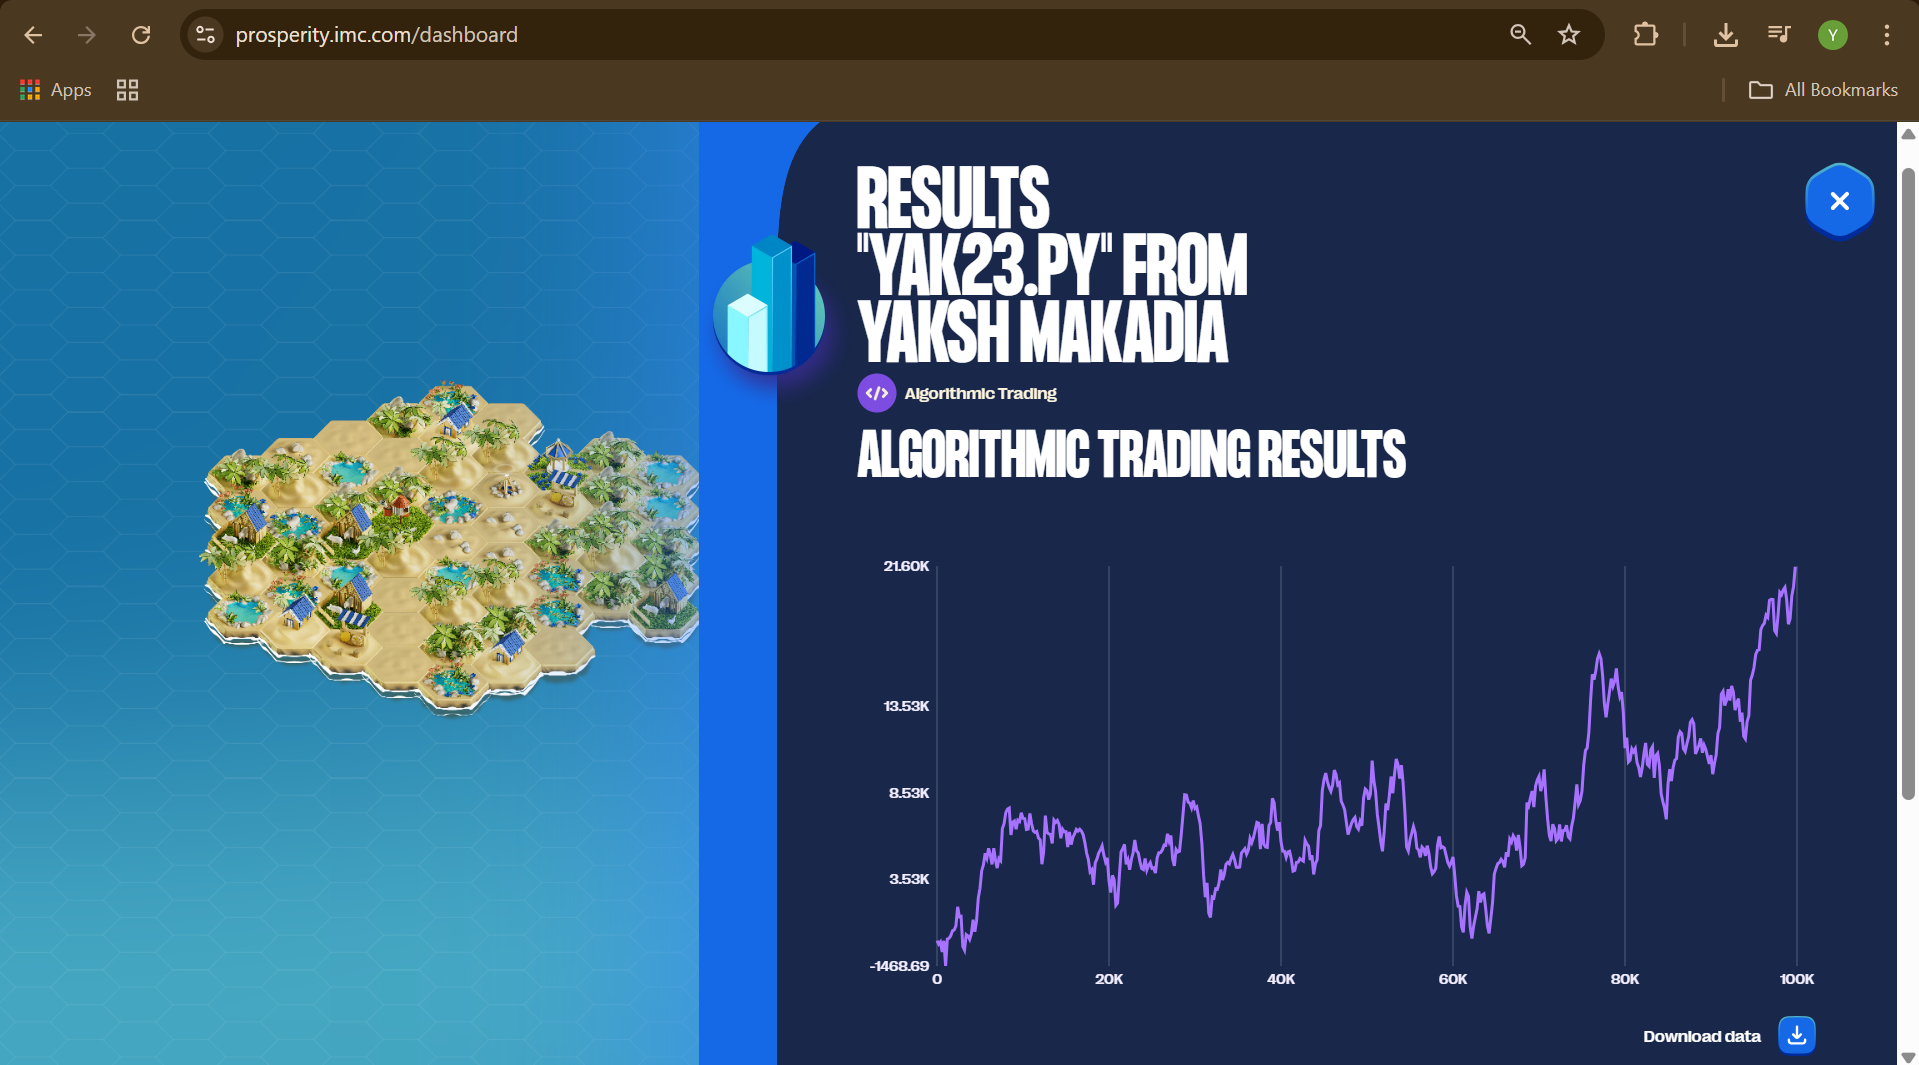 prosperity.imc.com/dashboard
Y
Apps
All Bookmarks
RESULTS
"YAK23.PY" FROM
YAKSH MAKADIA
</> Algorithmic Trading
ALGORITHMIC TRADING RESULTS
21.60K
13.53K
8.53K
3.53K
-1468.69
0 20K 40K 60K 80K 100K
Download data